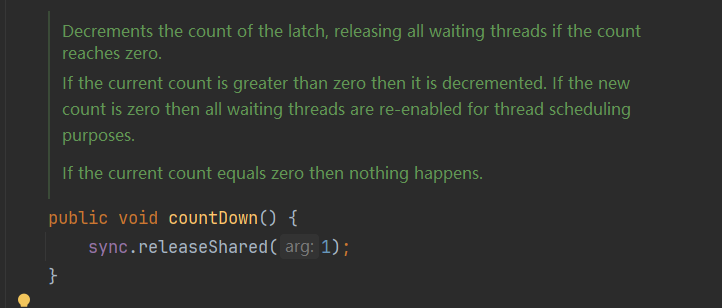 Decrements the count of the latch, releasing all waiting threads if the count
reaches zero.
If the current count is greater than zero then it is decremented. If the new
count is zero then all waiting threads are re-enabled for thread scheduling
purposes.
If the current count equals zero then nothing happens.
public void countDown() {
    sync.releaseShared( arg: 1);
}